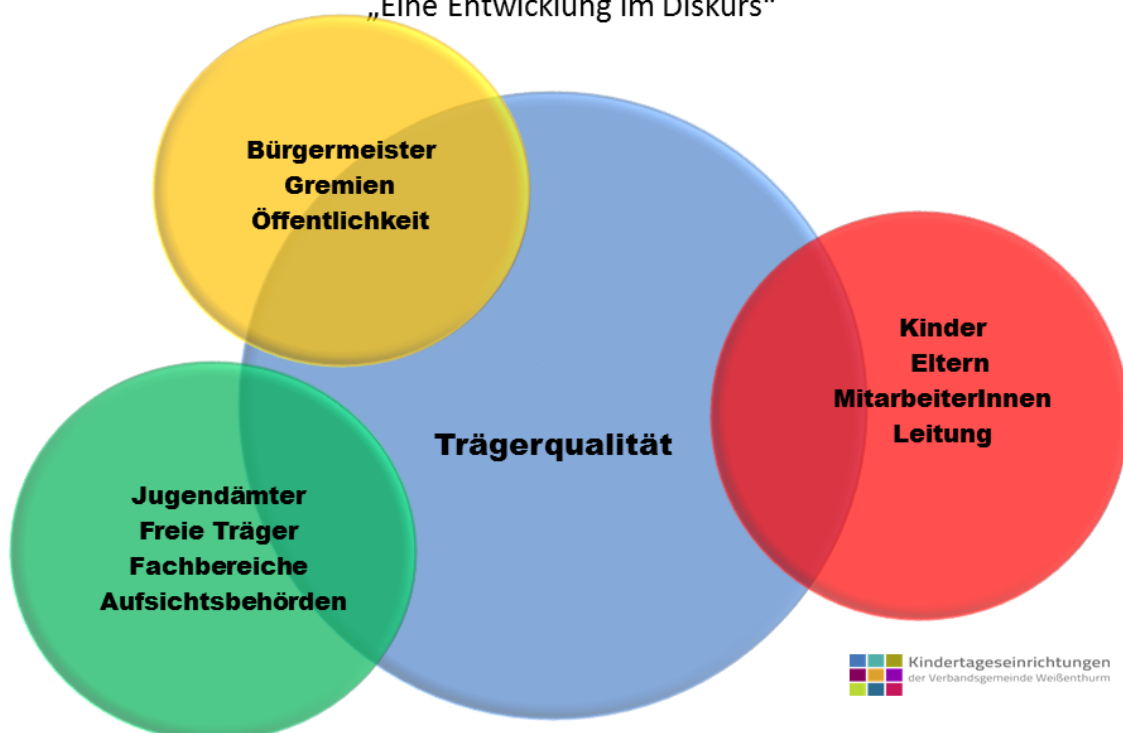 „Eine Entwicklung im Diskurs“
Bürgermeister
Gremien
Öffentlichkeit
Kinder
Eltern
MitarbeiterInnen
Leitung
Trägerqualität
Jugendämter
Freie Träger
Fachbereiche
Aufsichtsbehörden
Kindertageseinrichtungen
der Verbandsgemeinde Weißenthurm